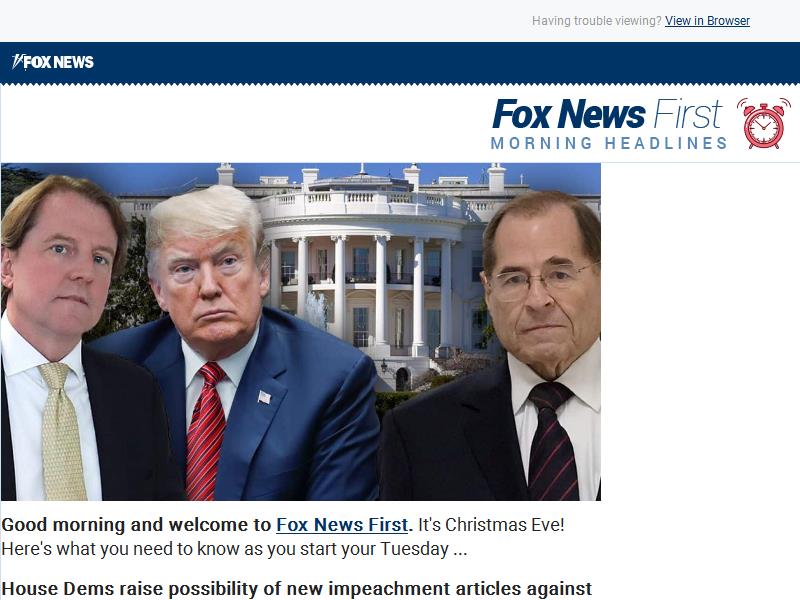 Having trouble viewing? View in Browser
FOX NEWS
Fox News First
MORNING HEADLINES
Good morning and welcome to Fox News First. It's Christmas Eve!
Here's what you need to know as you start your Tuesday ...
House Dems raise possibility of new impeachment articles against